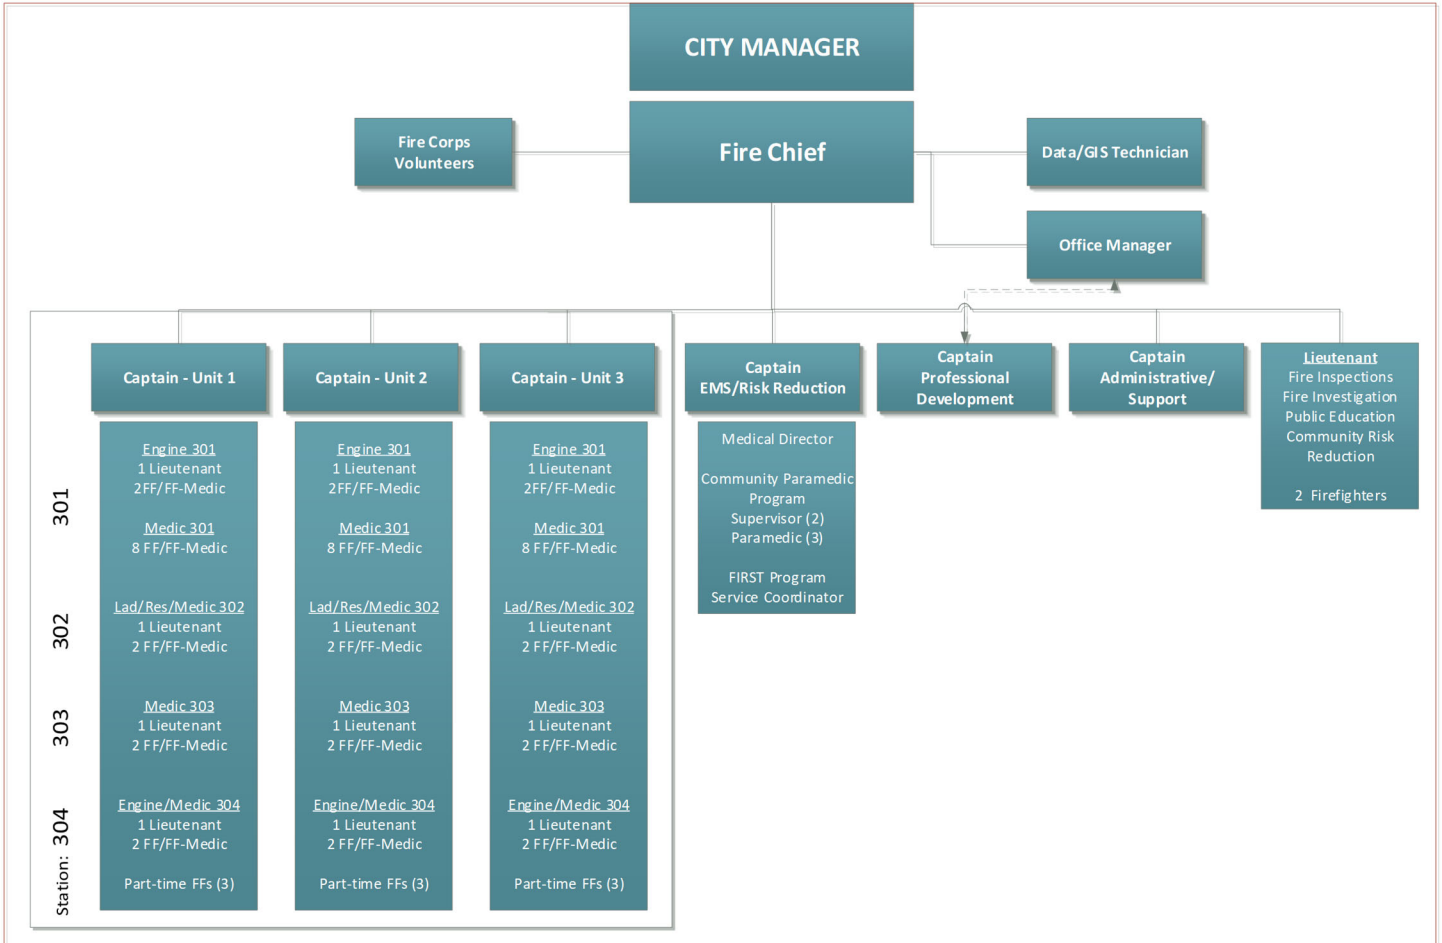 CITY MANAGER
Fire Corps
Volunteers
Fire Chief
Data/GIS Technician
Office Manager
Captain - Unit 1
Captain - Unit 2
Captain - Unit 3
Captain
EMS/Risk Reduction
Captain
Professional
Development
Captain
Administrative/
Support
Lieutenant
Fire Inspections
Fire Investigation
Public Education
Community Risk
Reduction
2 Firefighters
301
302
303
Station: 304
Engine 301
1 Lieutenant
2FF/FF-Medic
Medic 301
8 FF/FF-Medic
Lad/Res/Medic 302
1 Lieutenant
2 FF/FF-Medic
Medic 303
1 Lieutenant
2 FF/FF-Medic
Engine/Medic 304
1 Lieutenant
2 FF/FF-Medic
Part-time FFs (3)
Engine 301
1 Lieutenant
2FF/FF-Medic
Medic 301
8 FF/FF-Medic
Lad/Res/Medic 302
1 Lieutenant
2 FF/FF-Medic
Medic 303
1 Lieutenant
2 FF/FF-Medic
Engine/Medic 304
1 Lieutenant
2 FF/FF-Medic
Part-time FFs (3)
Engine 301
1 Lieutenant
2FF/FF-Medic
Medic 301
8 FF/FF-Medic
Lad/Res/Medic 302
1 Lieutenant
2 FF/FF-Medic
Medic 303
1 Lieutenant
2 FF/FF-Medic
Engine/Medic 304
1 Lieutenant
2 FF/FF-Medic
Part-time FFs (3)
Medical Director
Community Paramedic
Program
Supervisor (2)
Paramedic (3)
FIRST Program
Service Coordinator